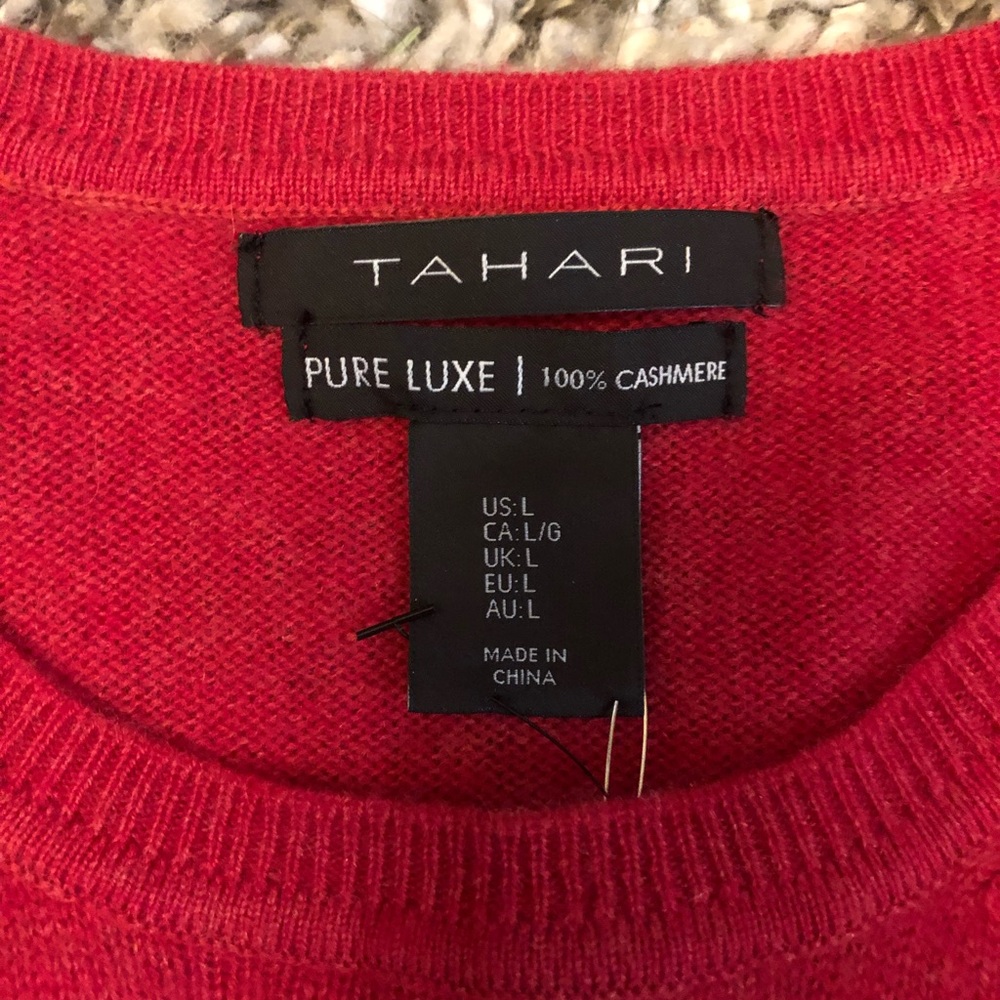 TAHARI
PURE LUXE | 100% CASHMERE
US: L
CA: L/G
UK: L
EU: L
AU: L
MADE IN
CHINA